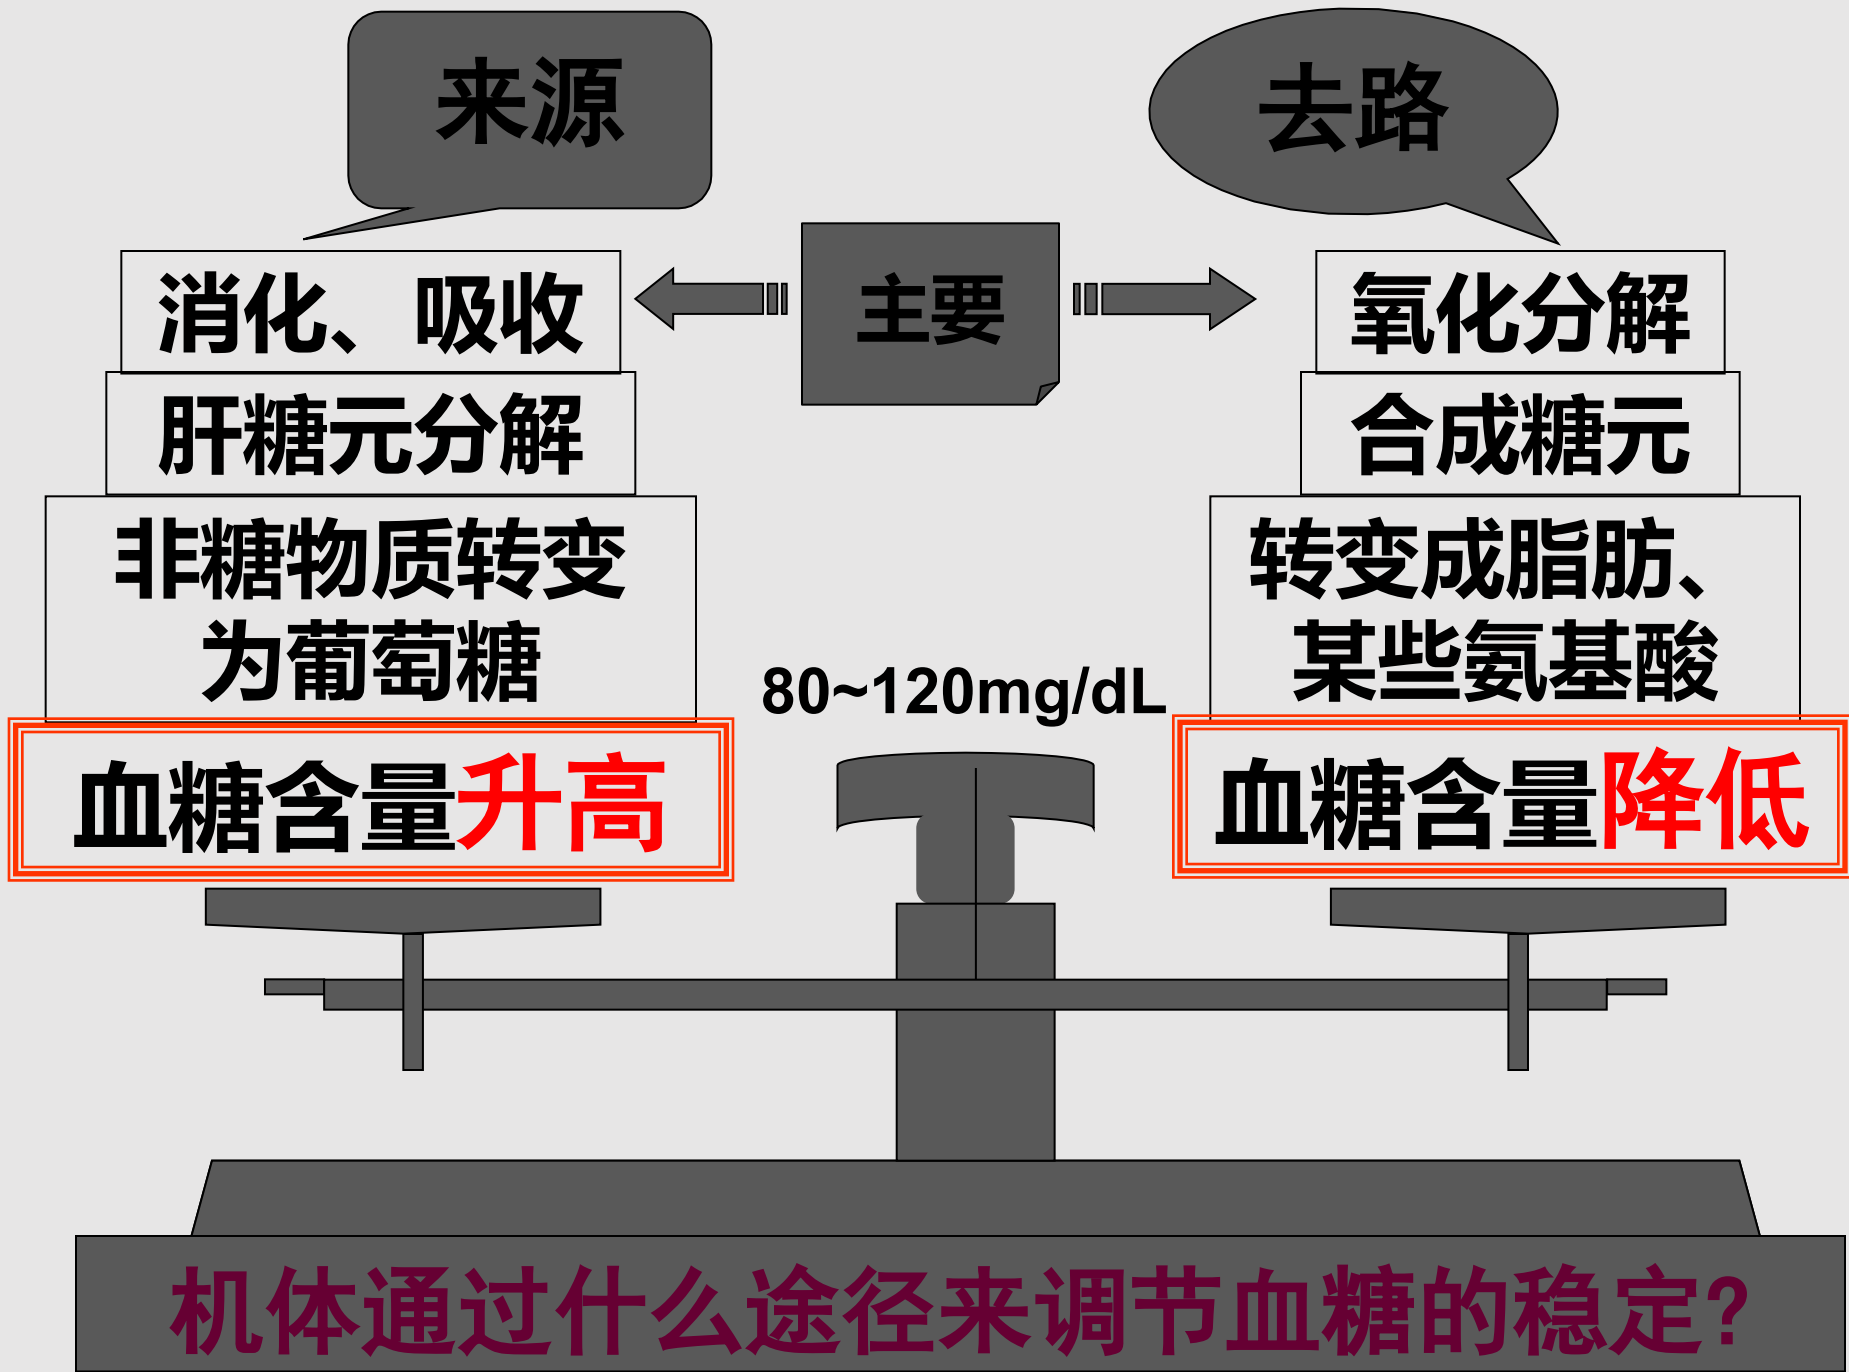 来源
去路
主要
消化、吸收
肝糖元分解
非糖物质转变
为葡萄糖
血糖含量升高
氧化分解
合成糖元
转变成脂肪、
某些氨基酸
血糖含量降低
80~120mg/dL
机体通过什么途径来调节血糖的稳定？